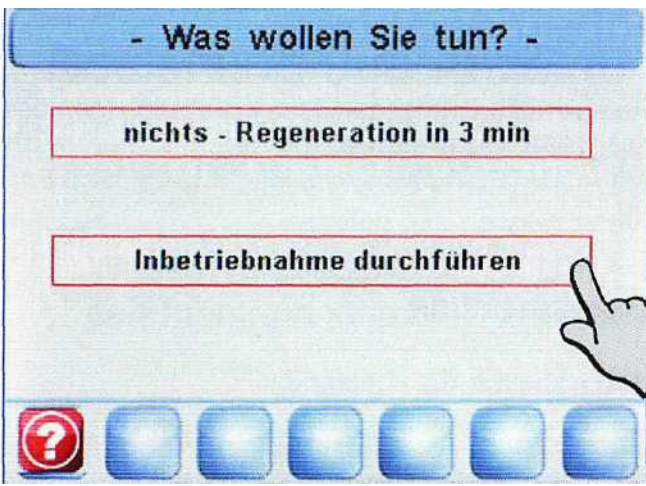 - Was wollen Sie tun? -
nichts - Regeneration in 3 min
Inbetriebnahme durchführen
?